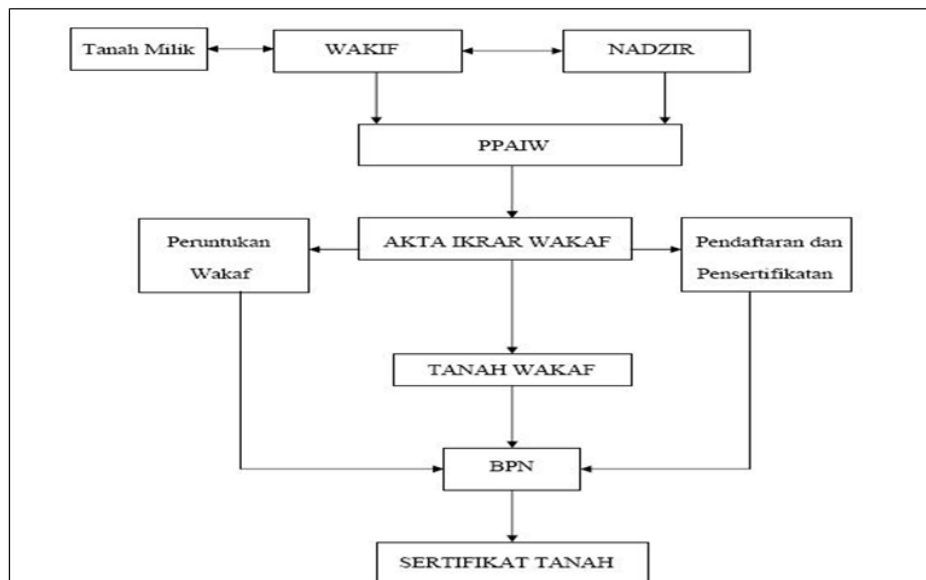 Tanah Milik
WAKIF
NADZIR
PPAIW
Peruntukan
Wakaf
AKTA IKRAR WAKAF
Pendaftaran dan
Pensertifikatan
TANAH WAKAF
BPN
SERTIFIKAT TANAH